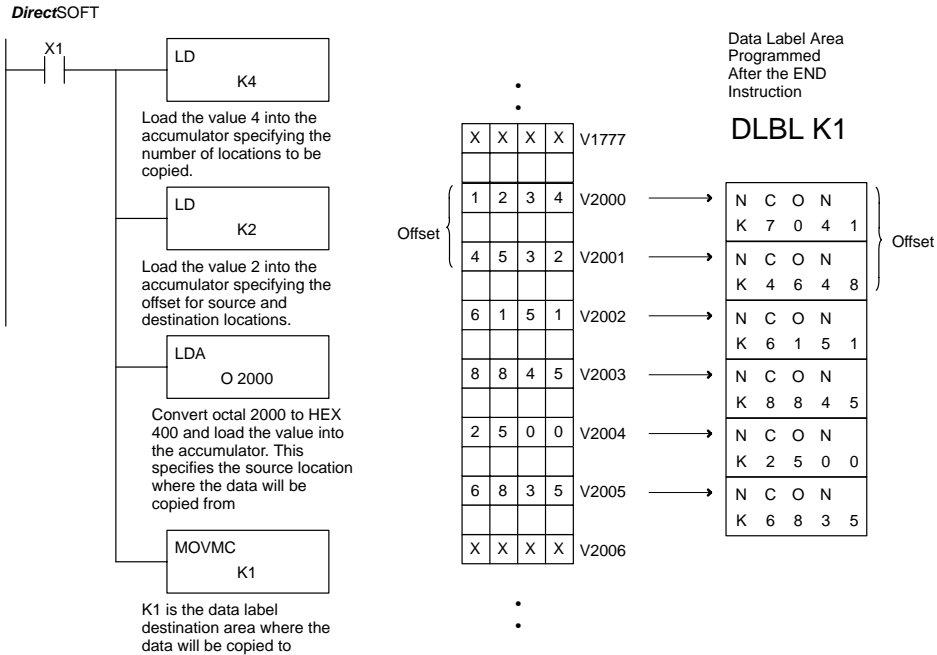 DirectSOFT
X1
LD
K4
Load the value 4 into the
accumulator specifying the
number of locations to be
copied.
LD
K2
Load the value 2 into the
accumulator specifying the
offset for source and
destination locations.
LDA
O 2000
Convert octal 2000 to HEX
400 and load the value into
the accumulator. This
specifies the source location
where the data will be
copied from
MOVMC
K1
K1 is the data label
destination area where the
data will be copied to
X X X X V1777
Offset
1 2 3 4 V2000
4 5 3 2 V2001
6 1 5 1 V2002
8 8 4 5 V2003
2 5 0 0 V2004
6 8 3 5 V2005
X X X X V2006
Data Label Area
Programmed
After the END
Instruction
DLBL K1
N C O N
K 7 0 4 1
N C O N
K 4 6 4 8
Offset
N C O N
K 6 1 5 1
N C O N
K 8 8 4 5
N C O N
K 2 5 0 0
N C O N
K 6 8 3 5